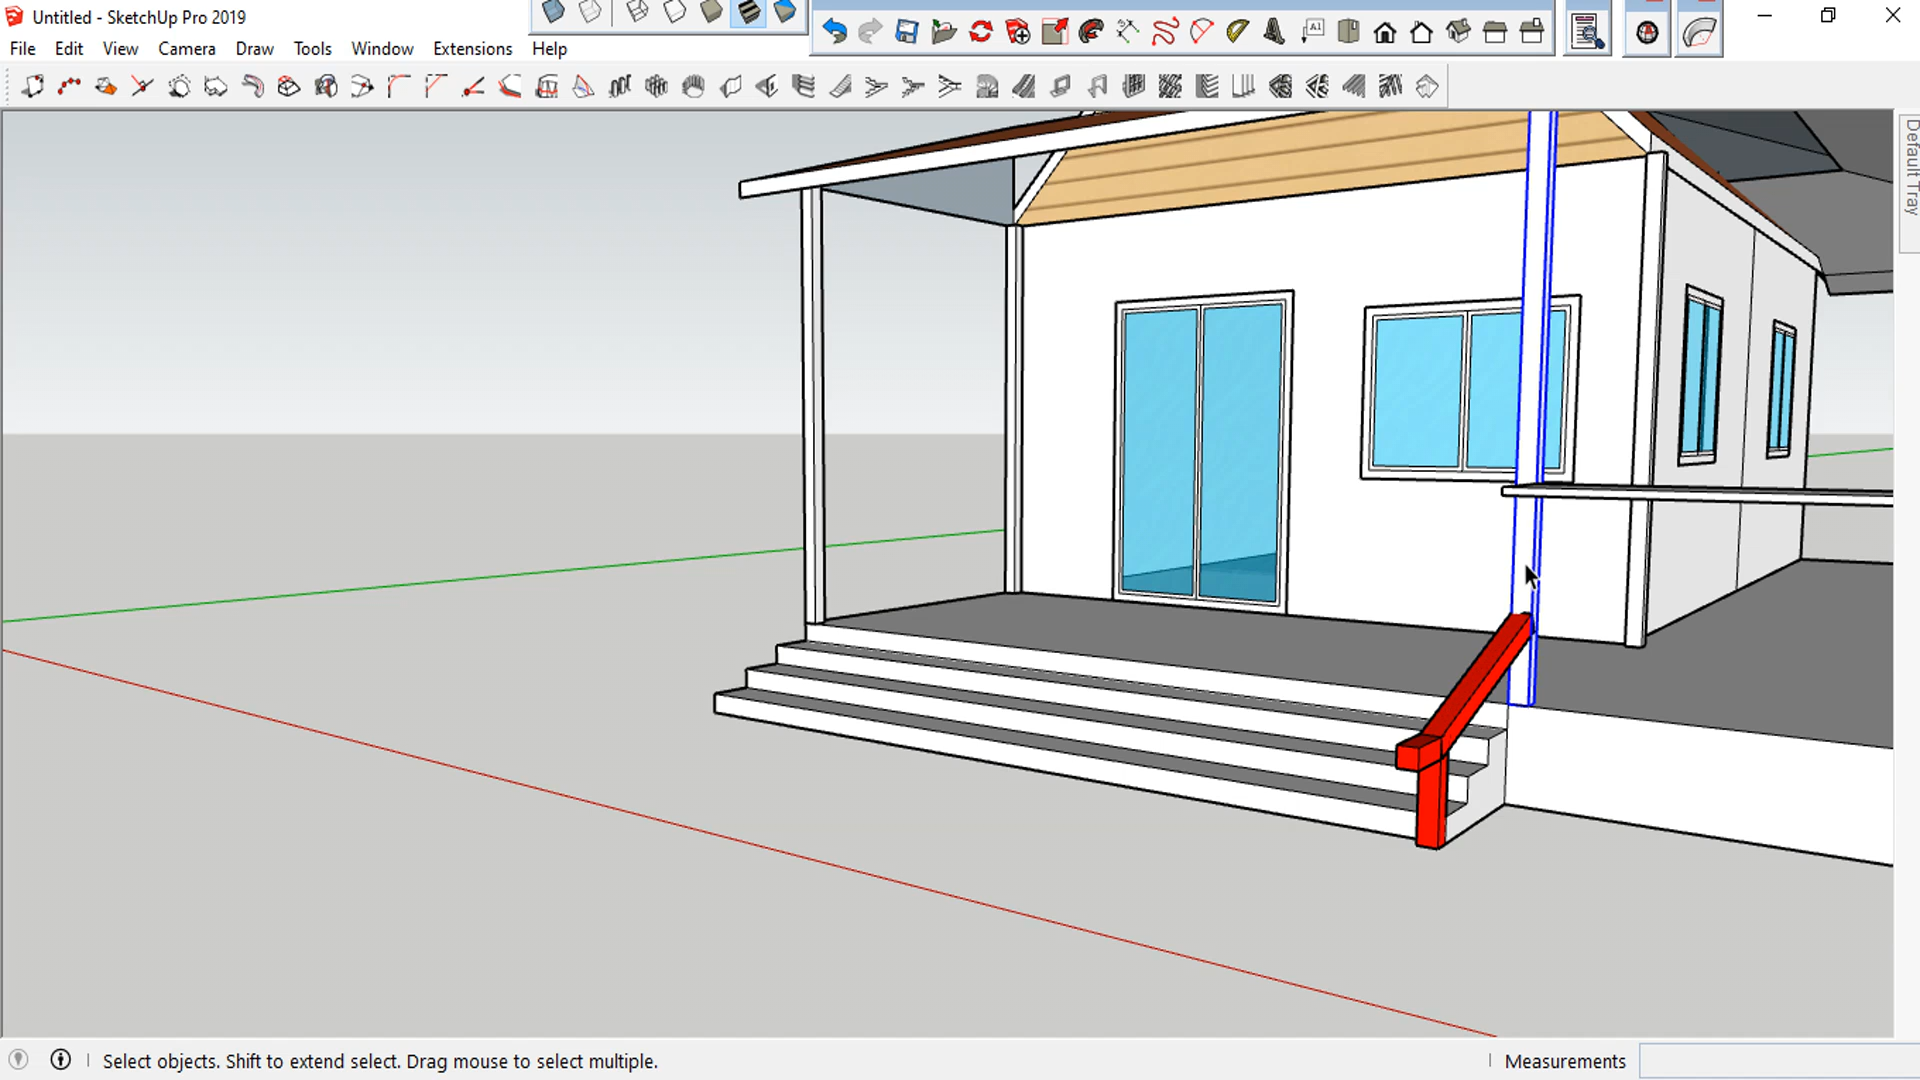 Untitled - SketchUp Pro 2019
File Edit View Camera Draw Tools Window Extensions Help
A1
Default Tray
Select objects. Shift to extend select. Drag mouse to select multiple.
Measurements